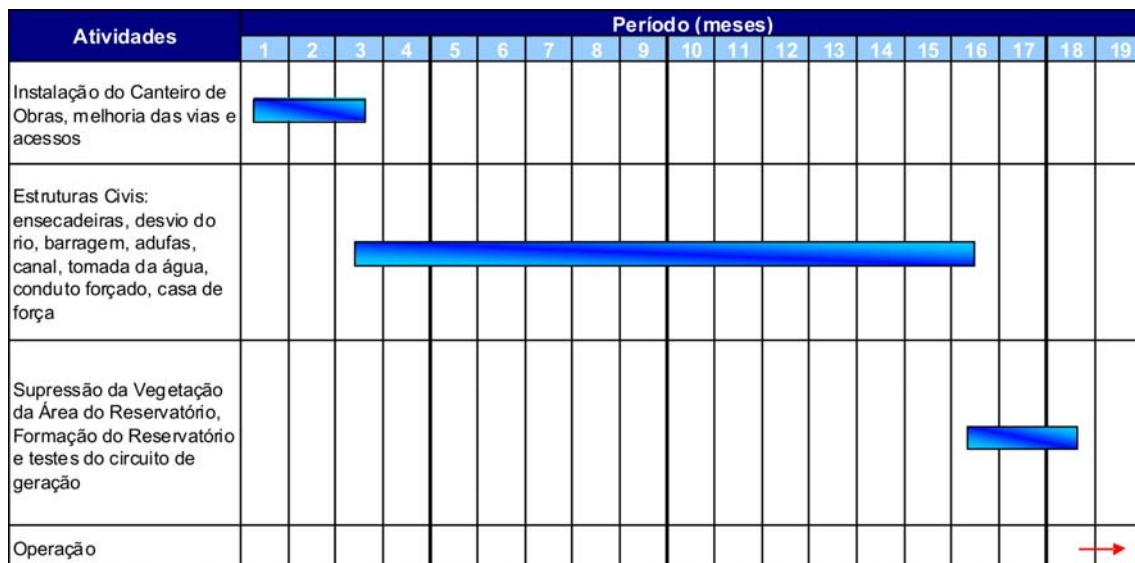 Atividades
Período (meses)
1 2 3 4 5 6 7 8 9 10 11 12 13 14 15 16 17 18 19
Instalação do Canteiro de
Obras, melhoria das vias e
acessos
Estruturas Civis:
ensecadeiras, desvio do
rio, barragem, adufas,
canal, tomada da água,
conduto forçado, casa de
força
Supressão da Vegetação
da Área do Reservatório,
Formação do Reservatório
e testes do circuito de
geração
Operação